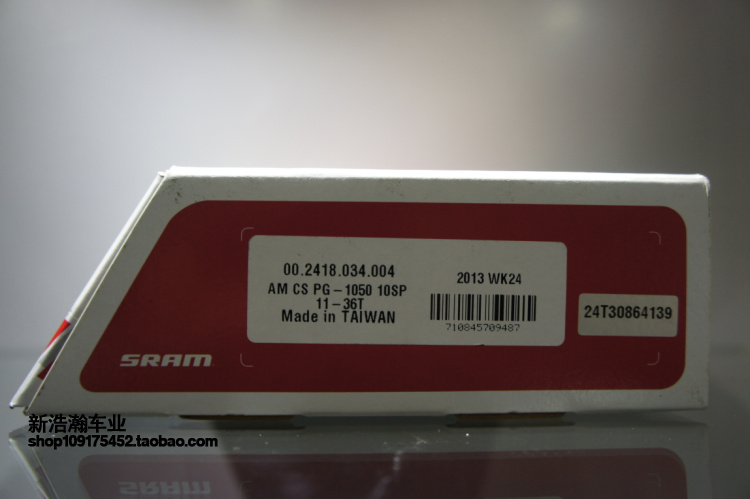 00.2418.034.004
AM CS PG-1050 10SP
11-36T
Made in TAIWAN
2013 WK24
710845709487
24T30864139
SRAM
新浩瀚车业
shop109175452.taobao.com
SRAM